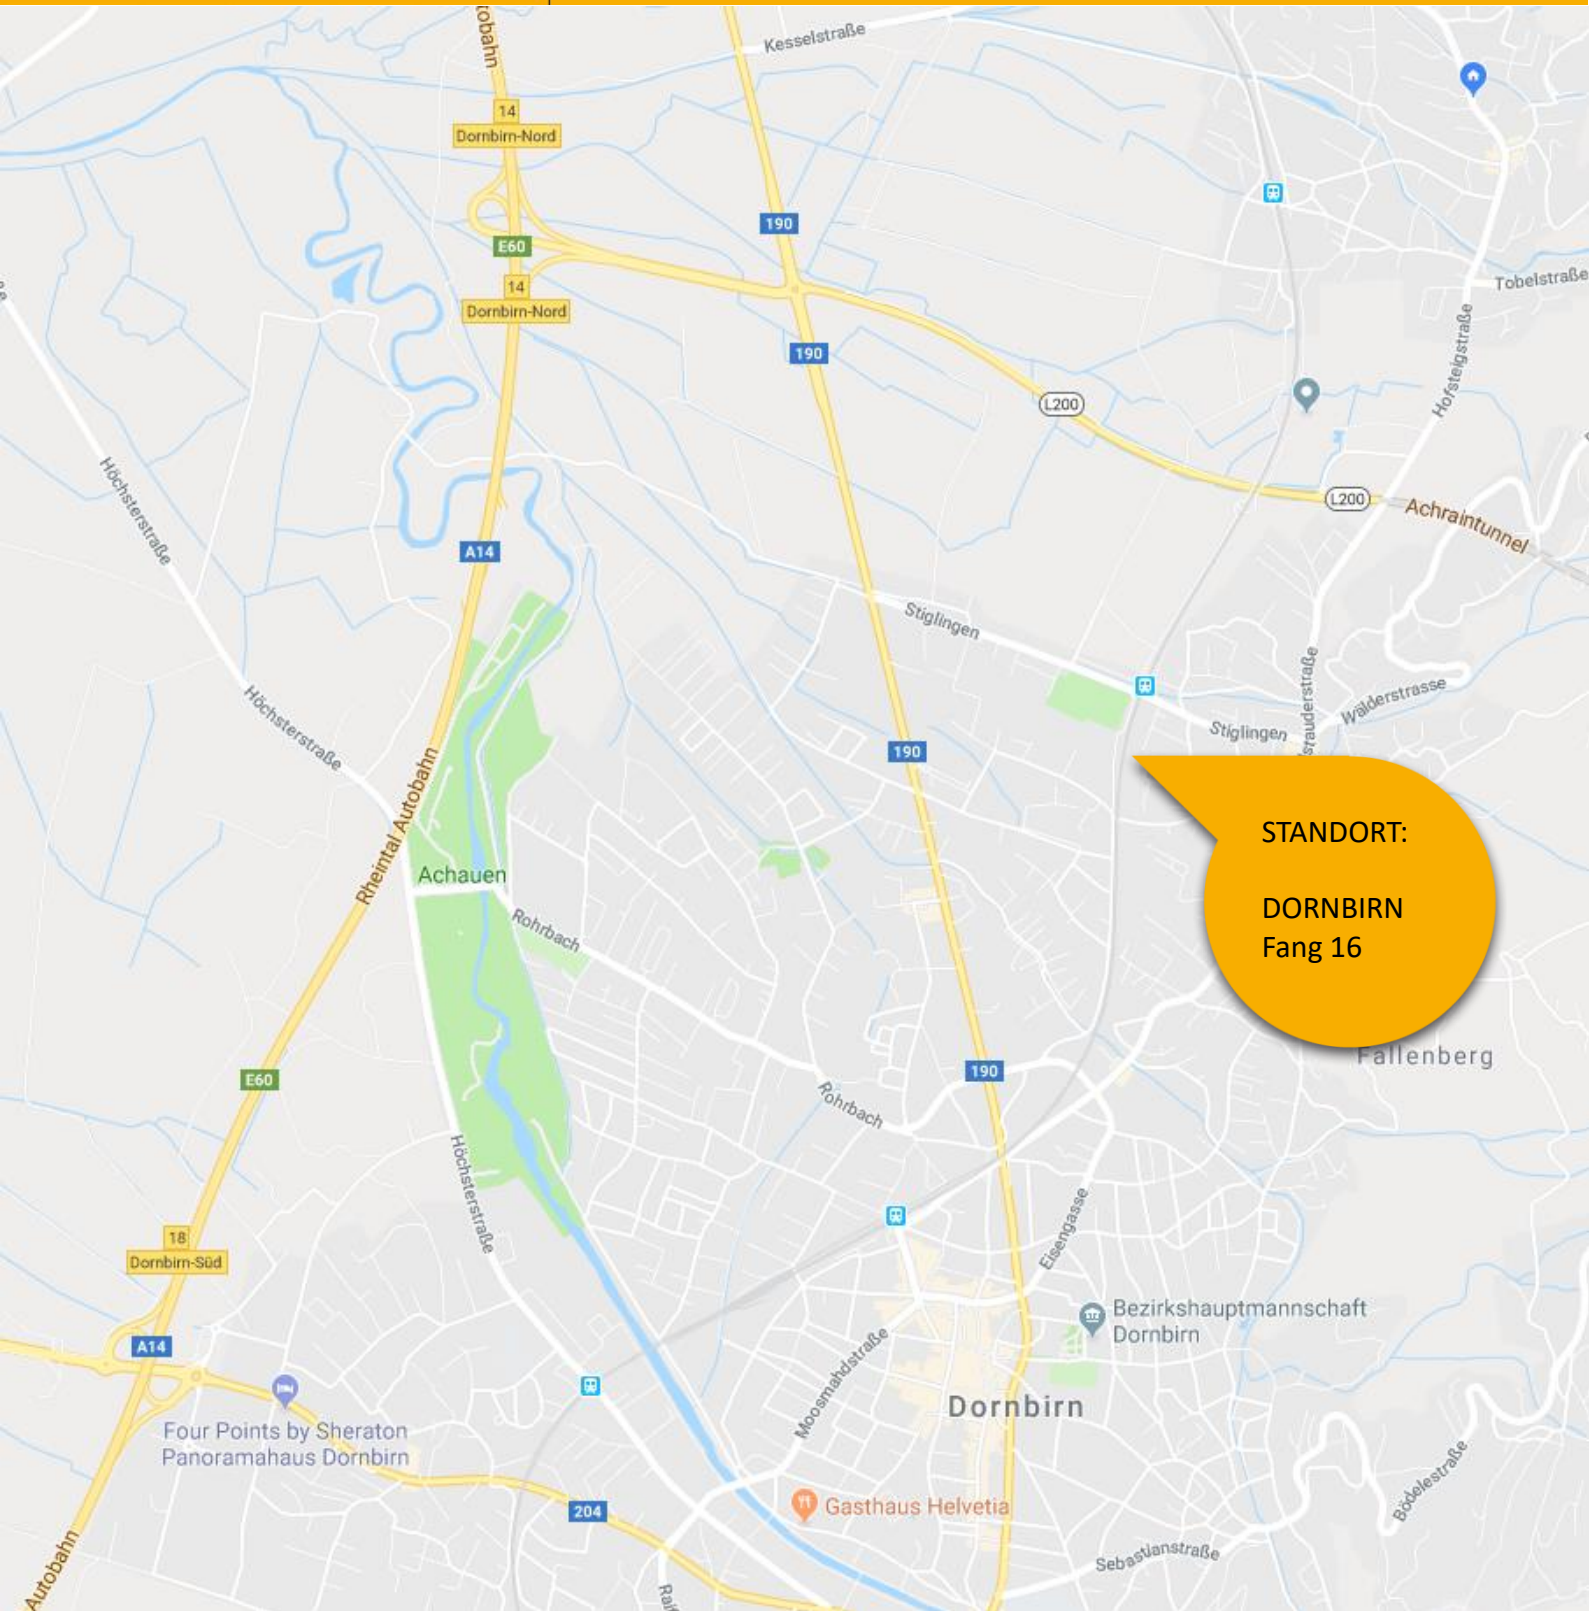 tobahn
Kesselstraße
14
Dornbirn-Nord
190
E60
Tobelstraße
14
Dornbirn-Nord
190
L200
Hofsteigstraße
Höchsterstraße
L200
Achraintunnel
A14
Stiglingen
Höchsterstraße
Wälderstrasse
Stiglingen
stauderstraße
190
Rheintal Autobahn
STANDORT:
DORNBIRN
Fang 16
Achauen
Rohrbach
Fallenberg
190
E60
Rohrbach
Höchsterstraße
Eisengasse
18
Dornbirn-Süd
Bezirkshauptmannschaft
Dornbirn
A14
Moosmahdstraße
Dornbirn
Four Points by Sheraton
Panoramahaus Dornbirn
Bödelestraße
204
Gasthaus Helvetia
Sebastianstraße
Autobahn